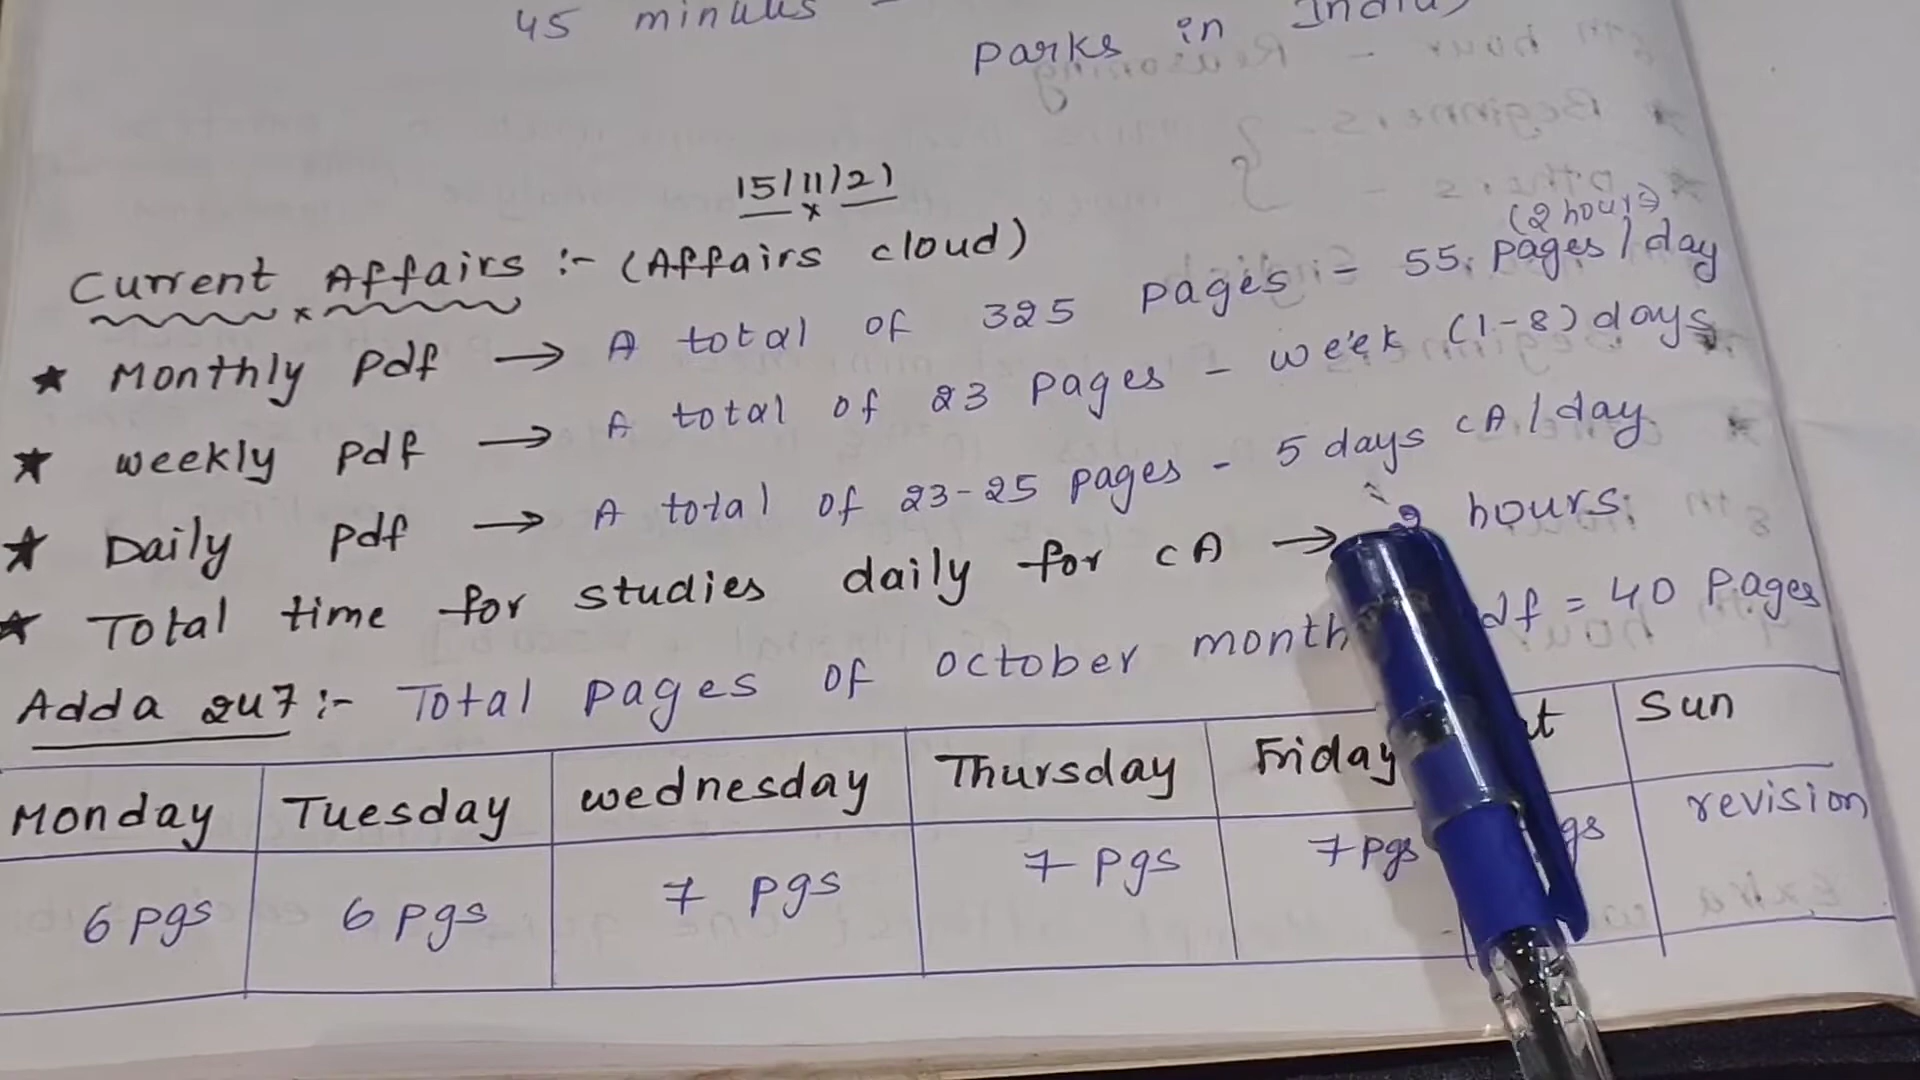 45 minutes -
parks in India)
15/11/21
Current Affairs :- (Affairs cloud)
(2 hours)
★ Monthly Pdf → A total of 325 pages - 55 pages/day
★ weekly Pdf → A total of 23 pages - week (1-8) days
★ Daily pdf → A total of 23-25 pages - 5 days CA/day
★ Total time for studies daily for CA → hours.
Adda 247 :- Total pages of october month df = 40 Pages
Monday Tuesday wednesday Thursday Friday Sun
6 pgs 6 pgs 7 pgs 7 pgs 7 pgs gs revision